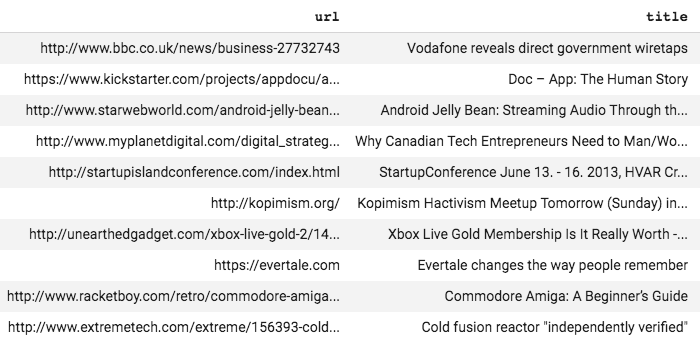 url title
http://www.bbc.co.uk/news/business-27732743 Vodafone reveals direct government wiretaps
https://www.kickstarter.com/projects/appdocu/a... Doc – App: The Human Story
http://www.starwebworld.com/android-jelly-bean... Android Jelly Bean: Streaming Audio Through th...
http://www.myplanetdigital.com/digital_strateg... Why Canadian Tech Entrepreneurs Need to Man/Wo...
http://startupislandconference.com/index.html StartupConference June 13. - 16. 2013, HVAR Cr...
http://kopimism.org/ Kopimism Hactivism Meetup Tomorrow (Sunday) in...
http://unearthedgadget.com/xbox-live-gold-2/14... Xbox Live Gold Membership Is It Really Worth -...
https://evertale.com Evertale changes the way people remember
http://www.racketboy.com/retro/commodore-amiga... Commodore Amiga: A Beginner's Guide
http://www.extremetech.com/extreme/156393-cold... Cold fusion reactor "independently verified"